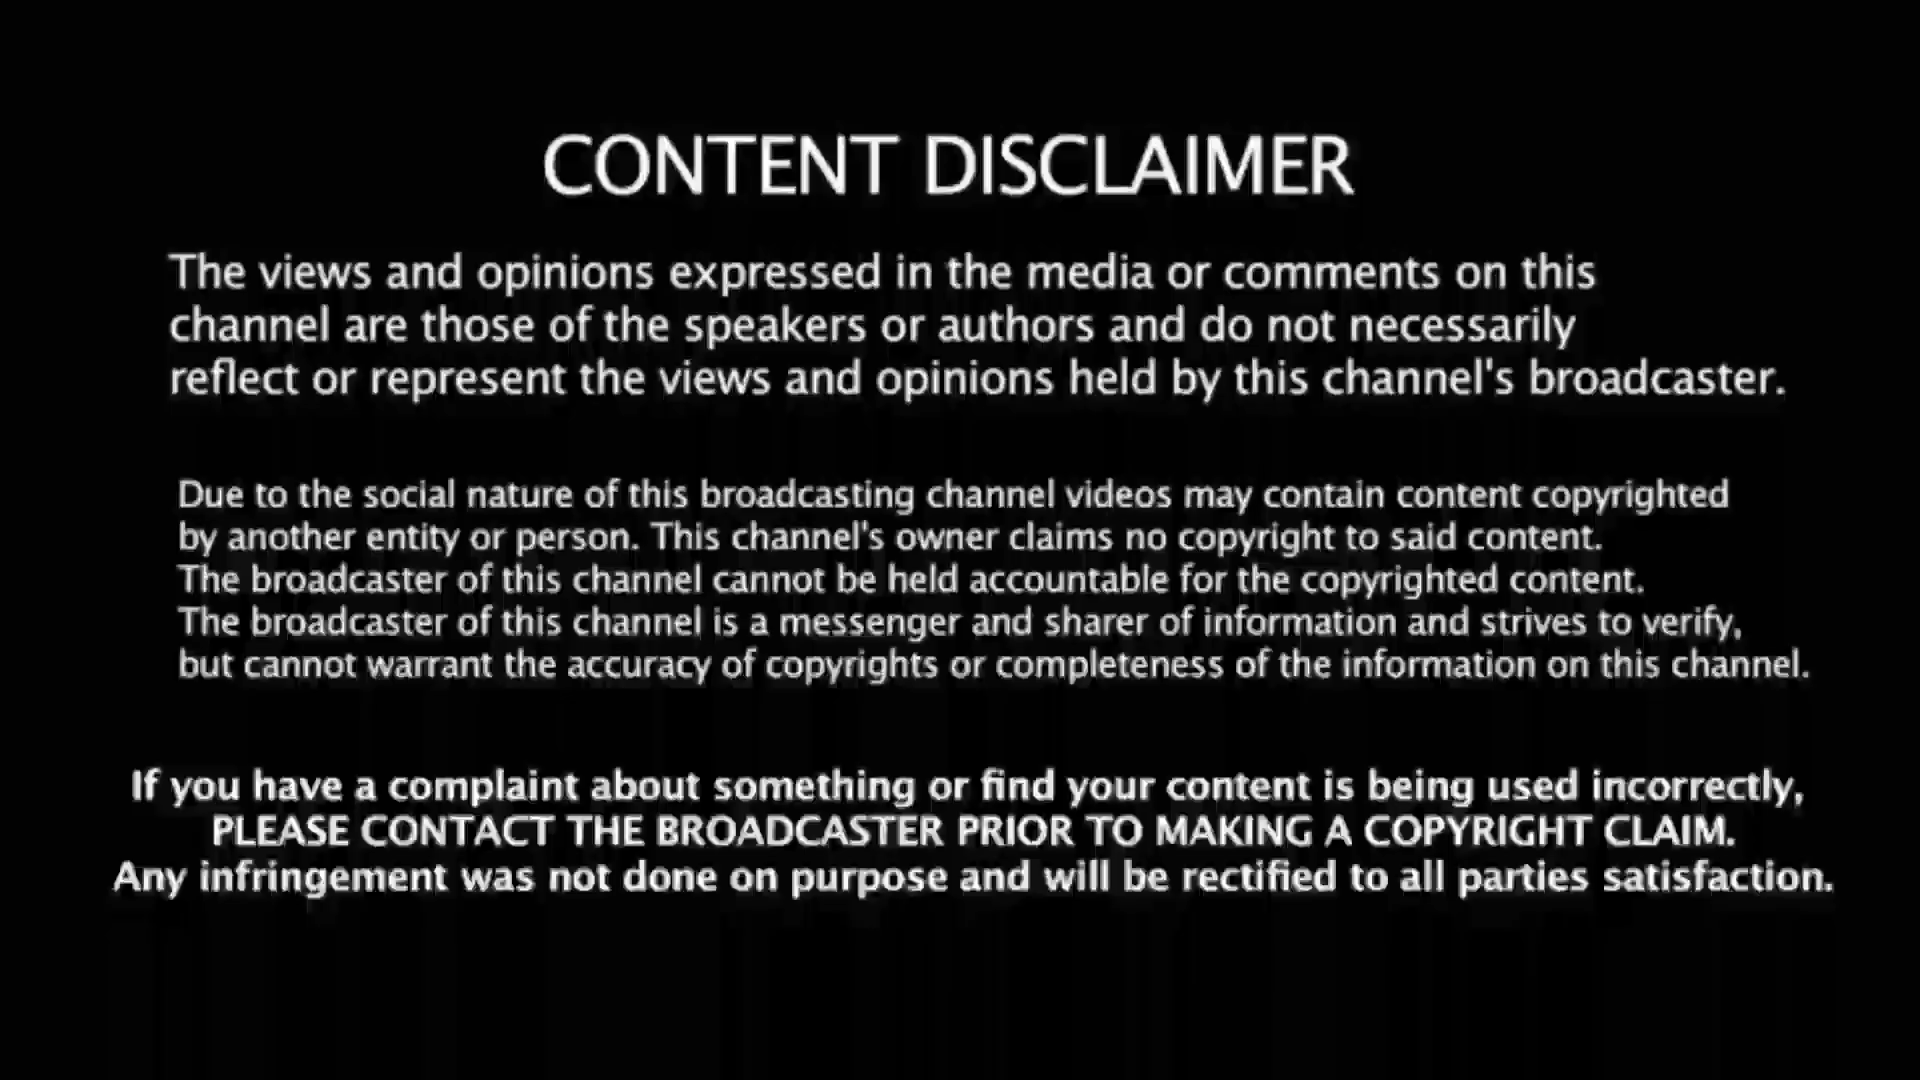 CONTENT DISCLAIMER
The views and opinions expressed in the media or comments on this
channel are those of the speakers or authors and do not necessarily
reflect or represent the views and opinions held by this channel's broadcaster.
Due to the social nature of this broadcasting channel videos may contain content copyrighted
by another entity or person. This channel's owner claims no copyright to said content.
The broadcaster of this channel cannot be held accountable for the copyrighted content.
The broadcaster of this channel is a messenger and sharer of information and strives to verify,
but cannot warrant the accuracy of copyrights or completeness of the information on this channel.
If you have a complaint about something or find your content is being used incorrectly,
PLEASE CONTACT THE BROADCASTER PRIOR TO MAKING A COPYRIGHT CLAIM.
Any infringement was not done on purpose and will be rectified to all parties satisfaction.